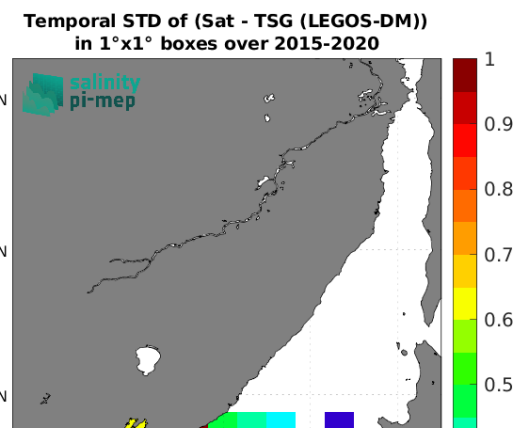 Temporal STD of (Sat - TSG (LEGOS-DM))
in 1°x1° boxes over 2015-2020
salinity
pi-mep
N
N
N
1
0.9
0.8
0.7
0.6
0.5